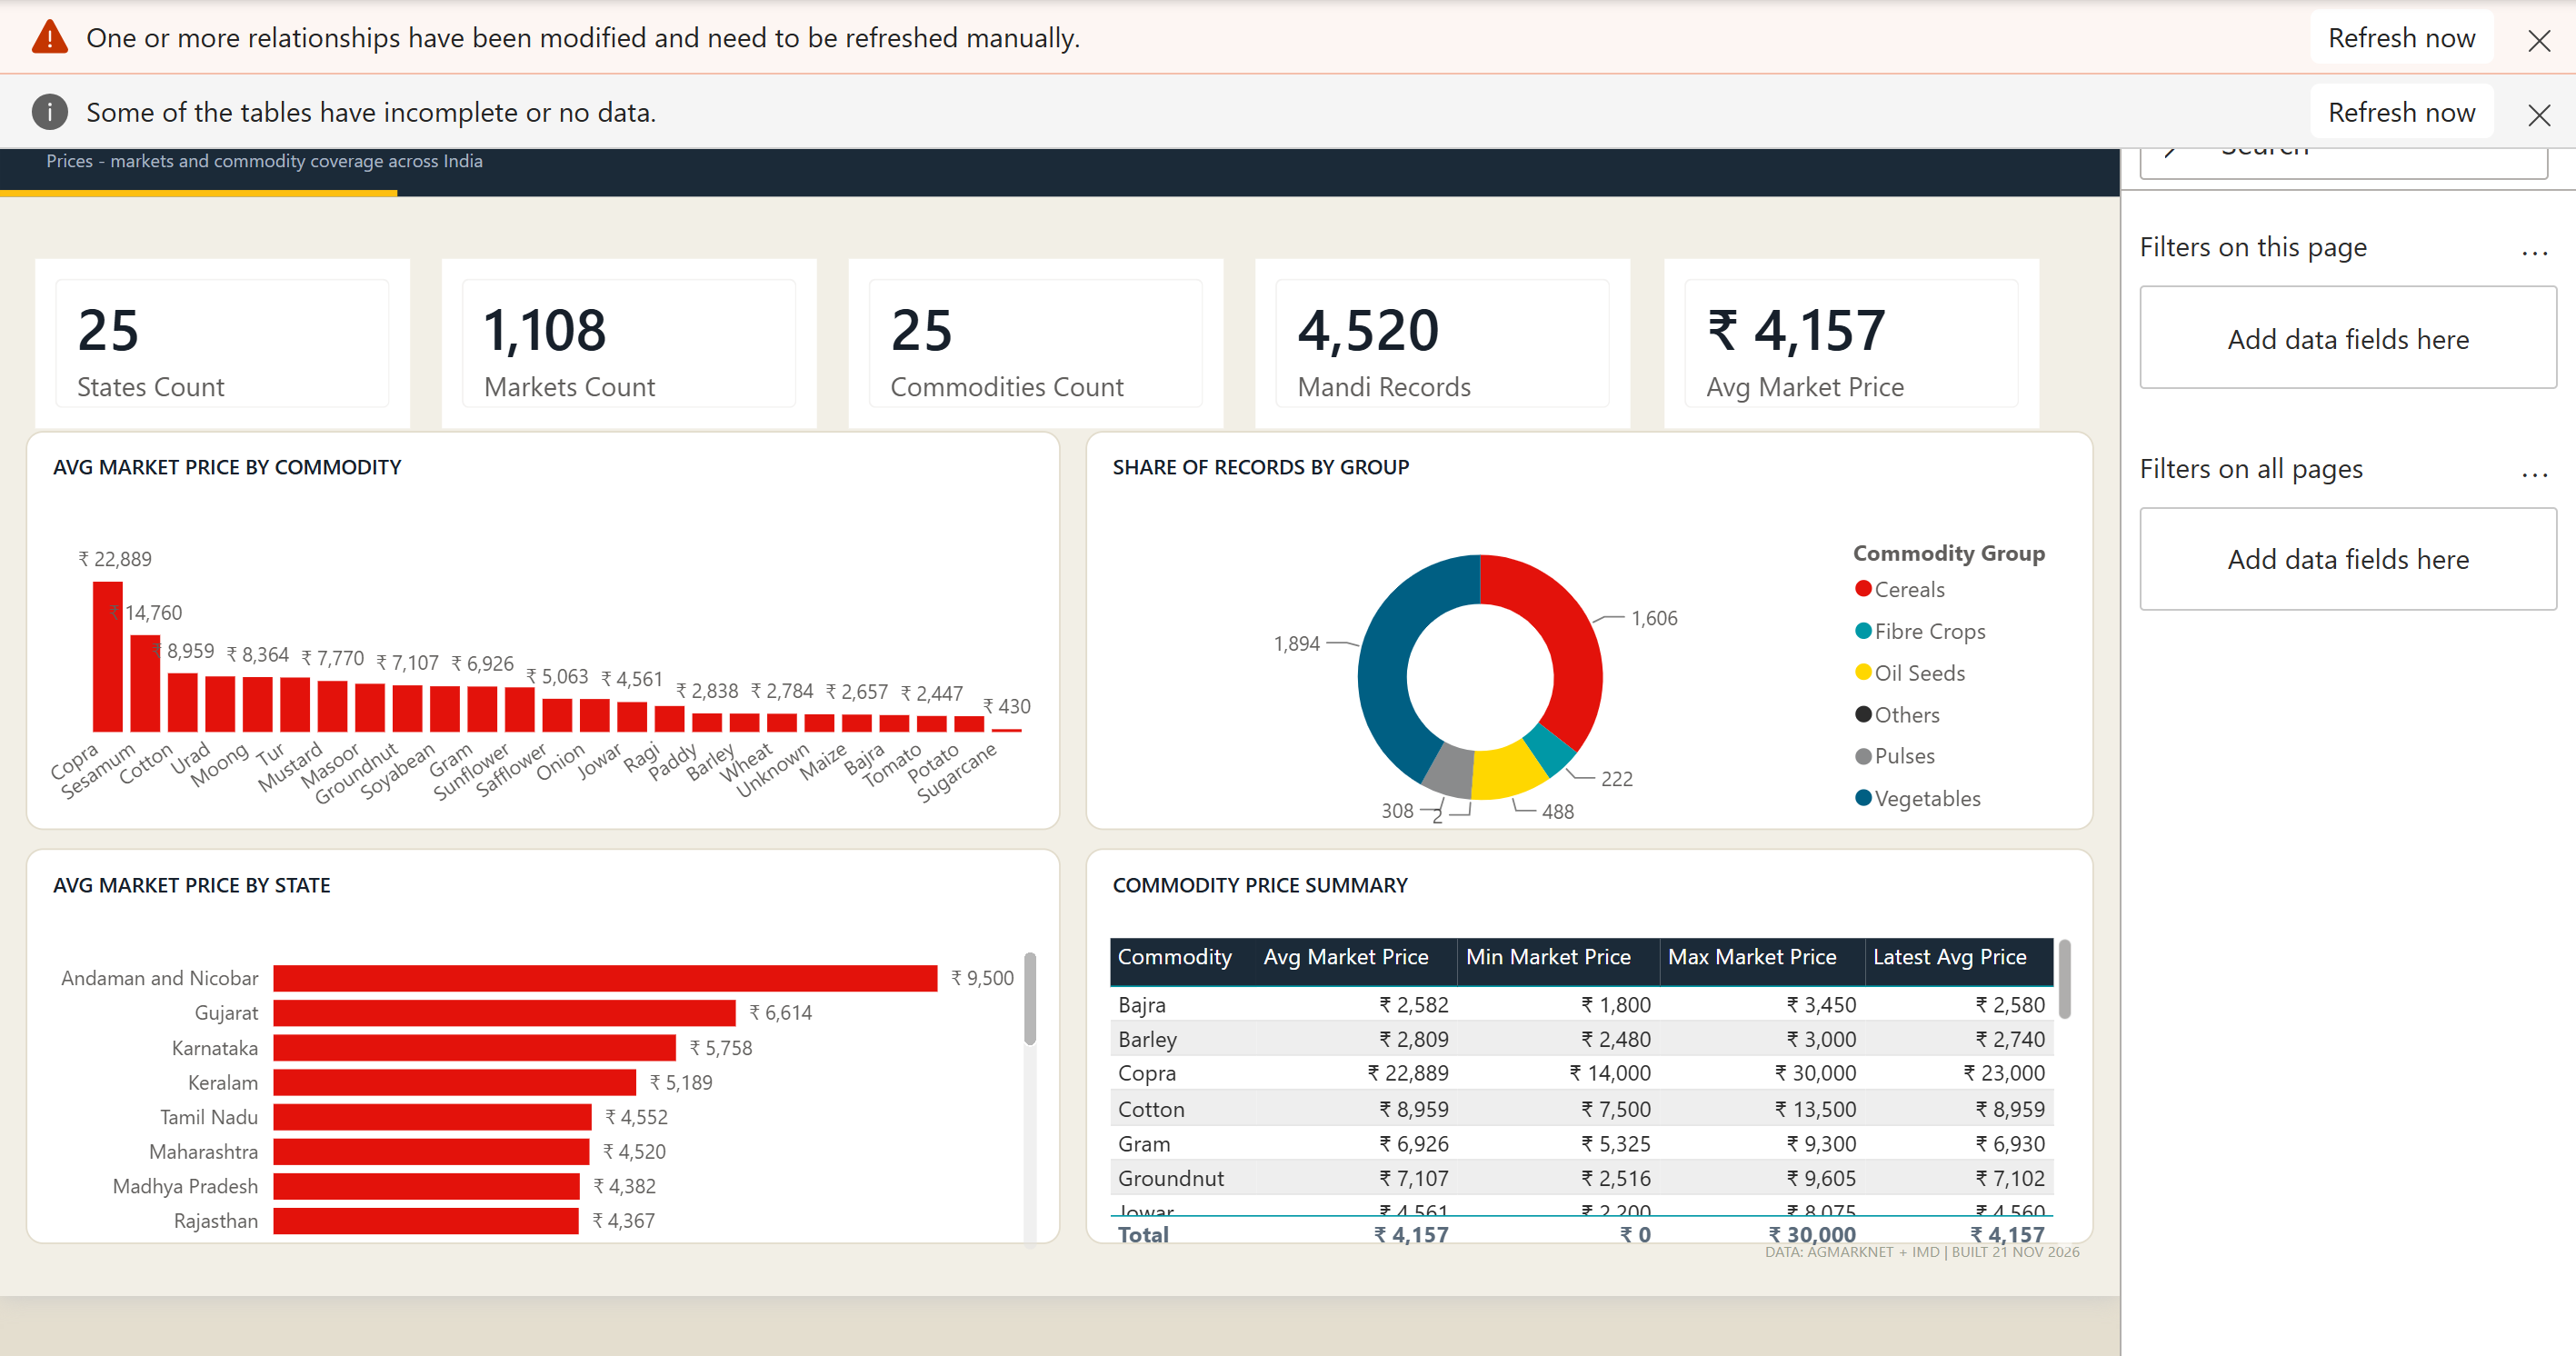 One or more relationships have been modified and need to be refreshed manually.
Refresh now
Some of the tables have incomplete or no data.
Refresh now
Prices - markets and commodity coverage across India
Search
25
States Count
1,108
Markets Count
25
Commodities Count
4,520
Mandi Records
₹ 4,157
Avg Market Price
AVG MARKET PRICE BY COMMODITY
₹ 22,889
₹ 14,760
₹ 8,959
₹ 8,364
₹ 7,770
₹ 7,107
₹ 6,926
₹ 5,063
₹ 4,561
₹ 2,838
₹ 2,784
₹ 2,657
₹ 2,447
₹ 430
Copra
Sesamum
Cotton
Urad
Moong
Tur
Mustard
Masoor
Groundnut
Soyabean
Gram
Sunflower
Safflower
Onion
Jowar
Ragi
Paddy
Barley
Wheat
Unknown
Maize
Bajra
Tomato
Potato
Sugarcane
SHARE OF RECORDS BY GROUP
1,606
222
488
2
308
1,894
Commodity Group
Cereals
Fibre Crops
Oil Seeds
Others
Pulses
Vegetables
AVG MARKET PRICE BY STATE
Andaman and Nicobar ₹ 9,500
Gujarat ₹ 6,614
Karnataka ₹ 5,758
Keralam ₹ 5,189
Tamil Nadu ₹ 4,552
Maharashtra ₹ 4,520
Madhya Pradesh ₹ 4,382
Rajasthan ₹ 4,367
COMMODITY PRICE SUMMARY
Commodity Avg Market Price Min Market Price Max Market Price Latest Avg Price
Bajra ₹ 2,582 ₹ 1,800 ₹ 3,450 ₹ 2,580
Barley ₹ 2,809 ₹ 2,480 ₹ 3,000 ₹ 2,740
Copra ₹ 22,889 ₹ 14,000 ₹ 30,000 ₹ 23,000
Cotton ₹ 8,959 ₹ 7,500 ₹ 13,500 ₹ 8,959
Gram ₹ 6,926 ₹ 5,325 ₹ 9,300 ₹ 6,930
Groundnut ₹ 7,107 ₹ 2,516 ₹ 9,605 ₹ 7,102
Jowar ₹ 4,561 ₹ 2,200 ₹ 8,075 ₹ 4,560
Total ₹ 4,157 ₹ 0 ₹ 30,000 ₹ 4,157
DATA: AGMARKNET + IMD | BUILT 21 NOV 2026
Filters on this page
...
Add data fields here
Filters on all pages
...
Add data fields here